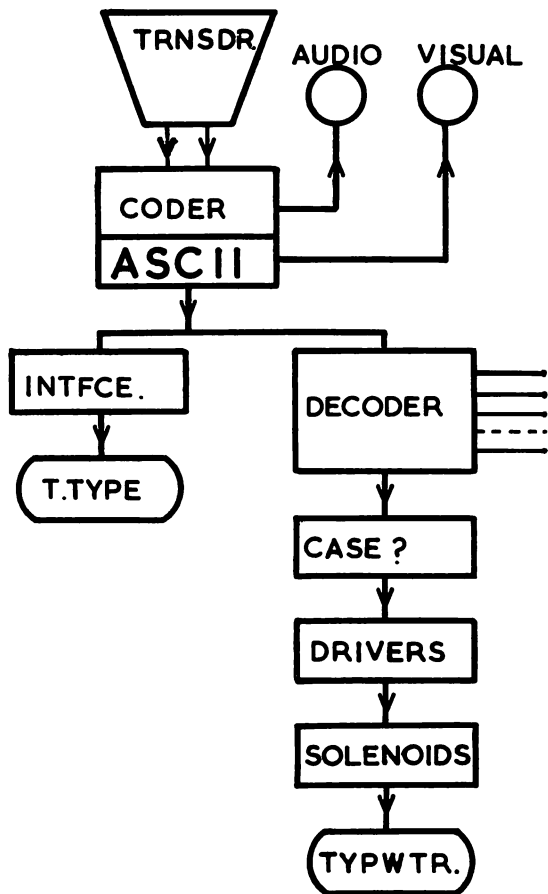 TRNSDR.
AUDIO
VISUAL
CODER
ASCII
INTFCE.
DECODER
T.TYPE
CASE ?
DRIVERS
SOLENOIDS
TYPWTR.